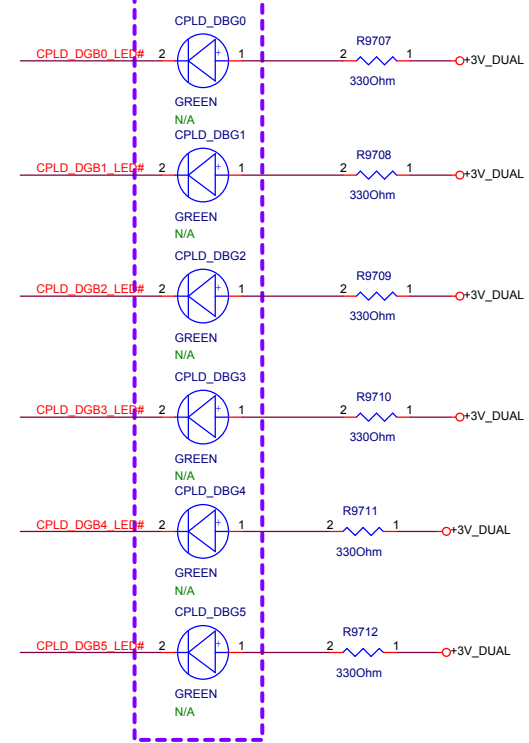 CPLD_DBG0
CPLD_DGB0_LED# 2 1 2 R9707 1 +3V_DUAL
330Ohm
GREEN
N/A
CPLD_DBG1
CPLD_DGB1_LED# 2 1 2 R9708 1 +3V_DUAL
330Ohm
GREEN
N/A
CPLD_DBG2
CPLD_DGB2_LED# 2 1 2 R9709 1 +3V_DUAL
330Ohm
GREEN
N/A
CPLD_DBG3
CPLD_DGB3_LED# 2 1 2 R9710 1 +3V_DUAL
330Ohm
GREEN
N/A
CPLD_DBG4
CPLD_DGB4_LED# 2 1 2 R9711 1 +3V_DUAL
330Ohm
GREEN
N/A
CPLD_DBG5
CPLD_DGB5_LED# 2 1 2 R9712 1 +3V_DUAL
330Ohm
GREEN
N/A